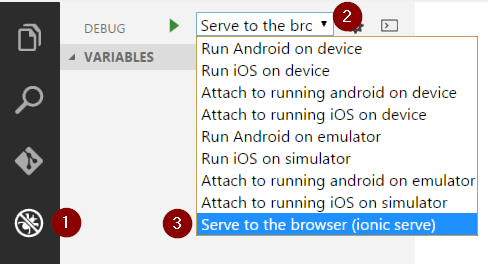 DEBUG Serve to the brc 2
VARIABLES
Run Android on device
Run iOS on device
Attach to running android on device
Attach to running iOS on device
Run Android on emulator
Run iOS on simulator
Attach to running android on emulator
Attach to running iOS on simulator
1
3 Serve to the browser (ionic serve)